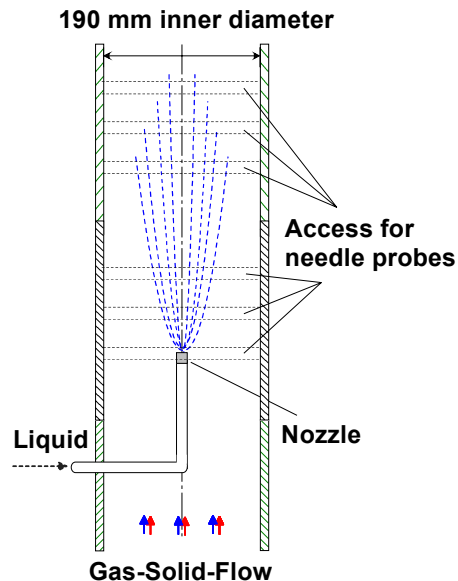 190 mm inner diameter
Access for
needle probes
Nozzle
Liquid
Gas-Solid-Flow